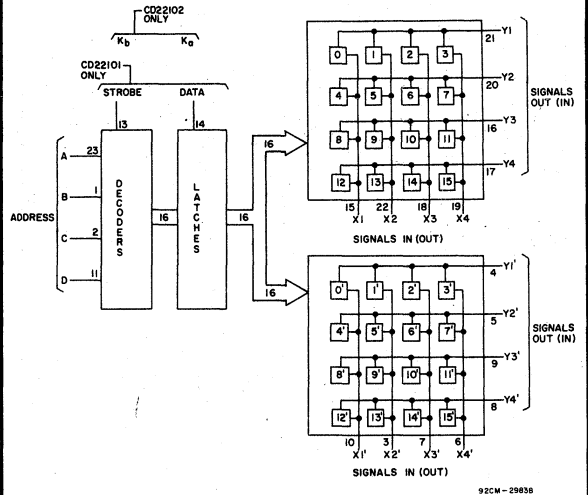 CD22102
ONLY
Kb Ka
CD22101
ONLY
STROBE DATA
13 14
ADDRESS
A 23
B 1
C 2
D 11
DECODERS
16
LATCHES
16
16
16
0 1 2 3
21 Y1
4 5 6 7
20 Y2
8 9 10 11
16 Y3
12 13 14 15
17 Y4
SIGNALS
OUT (IN)
15 22 18 19
X1 X2 X3 X4
SIGNALS IN (OUT)
0' 1' 2' 3'
4 Y1'
4' 5' 6' 7'
5 Y2'
8' 9' 10' 11'
9 Y3'
12' 13' 14' 15'
8 Y4'
SIGNALS
OUT (IN)
10 3 7 6
X1' X2' X3' X4'
SIGNALS IN (OUT)
92CM-29838